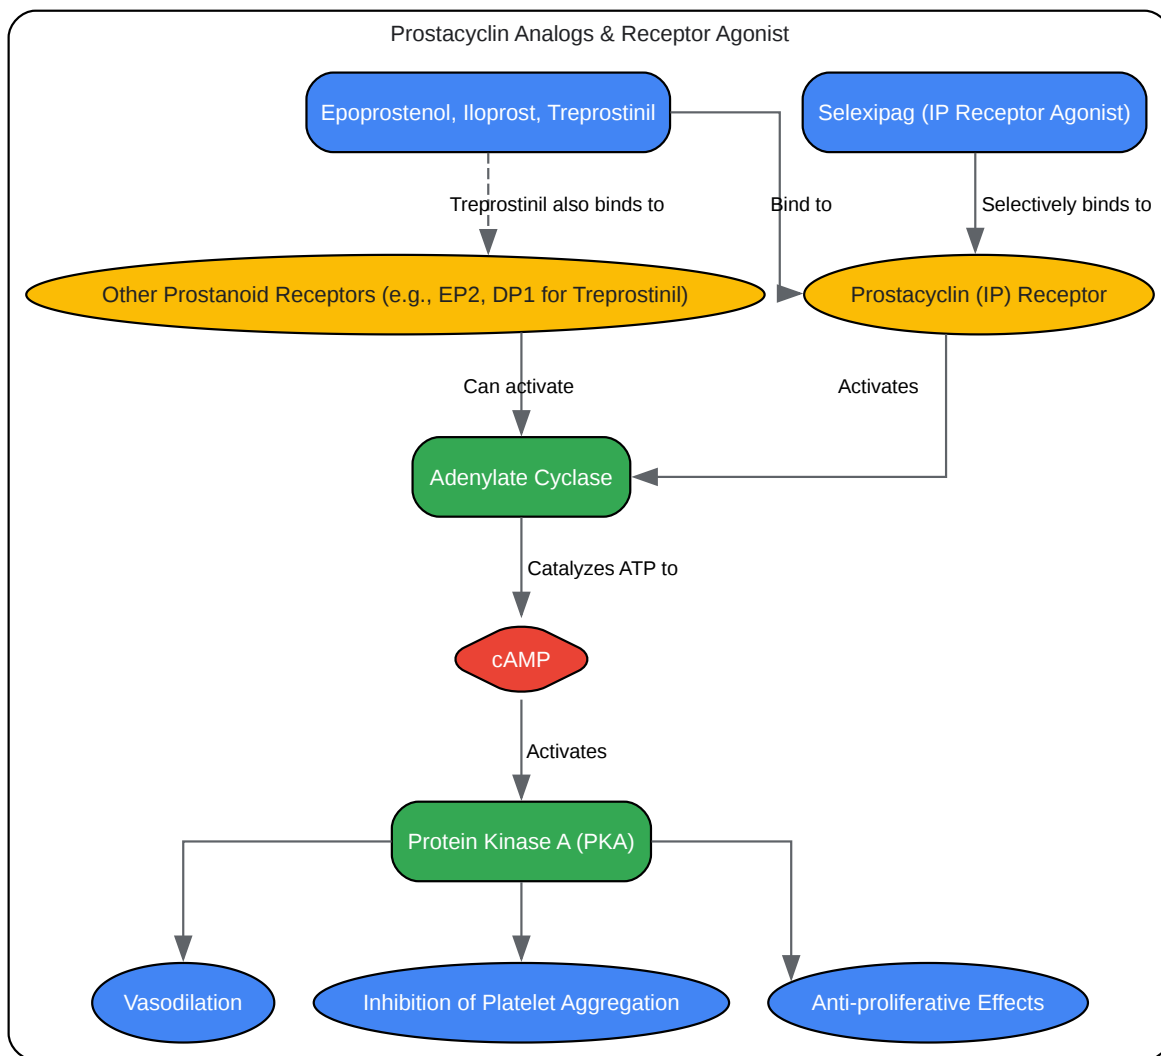 Prostacyclin Analogs & Receptor Agonist
Epoprostenol, Iloprost, Treprostinil
Selexipag (IP Receptor Agonist)
Treprostinil also binds to
Bind to
Selectively binds to
Other Prostanoid Receptors (e.g., EP2, DP1 for Treprostinil)
Prostacyclin (IP) Receptor
Can activate
Activates
Adenylate Cyclase
Catalyzes ATP to
cAMP
Activates
Protein Kinase A (PKA)
Vasodilation
Inhibition of Platelet Aggregation
Anti-proliferative Effects